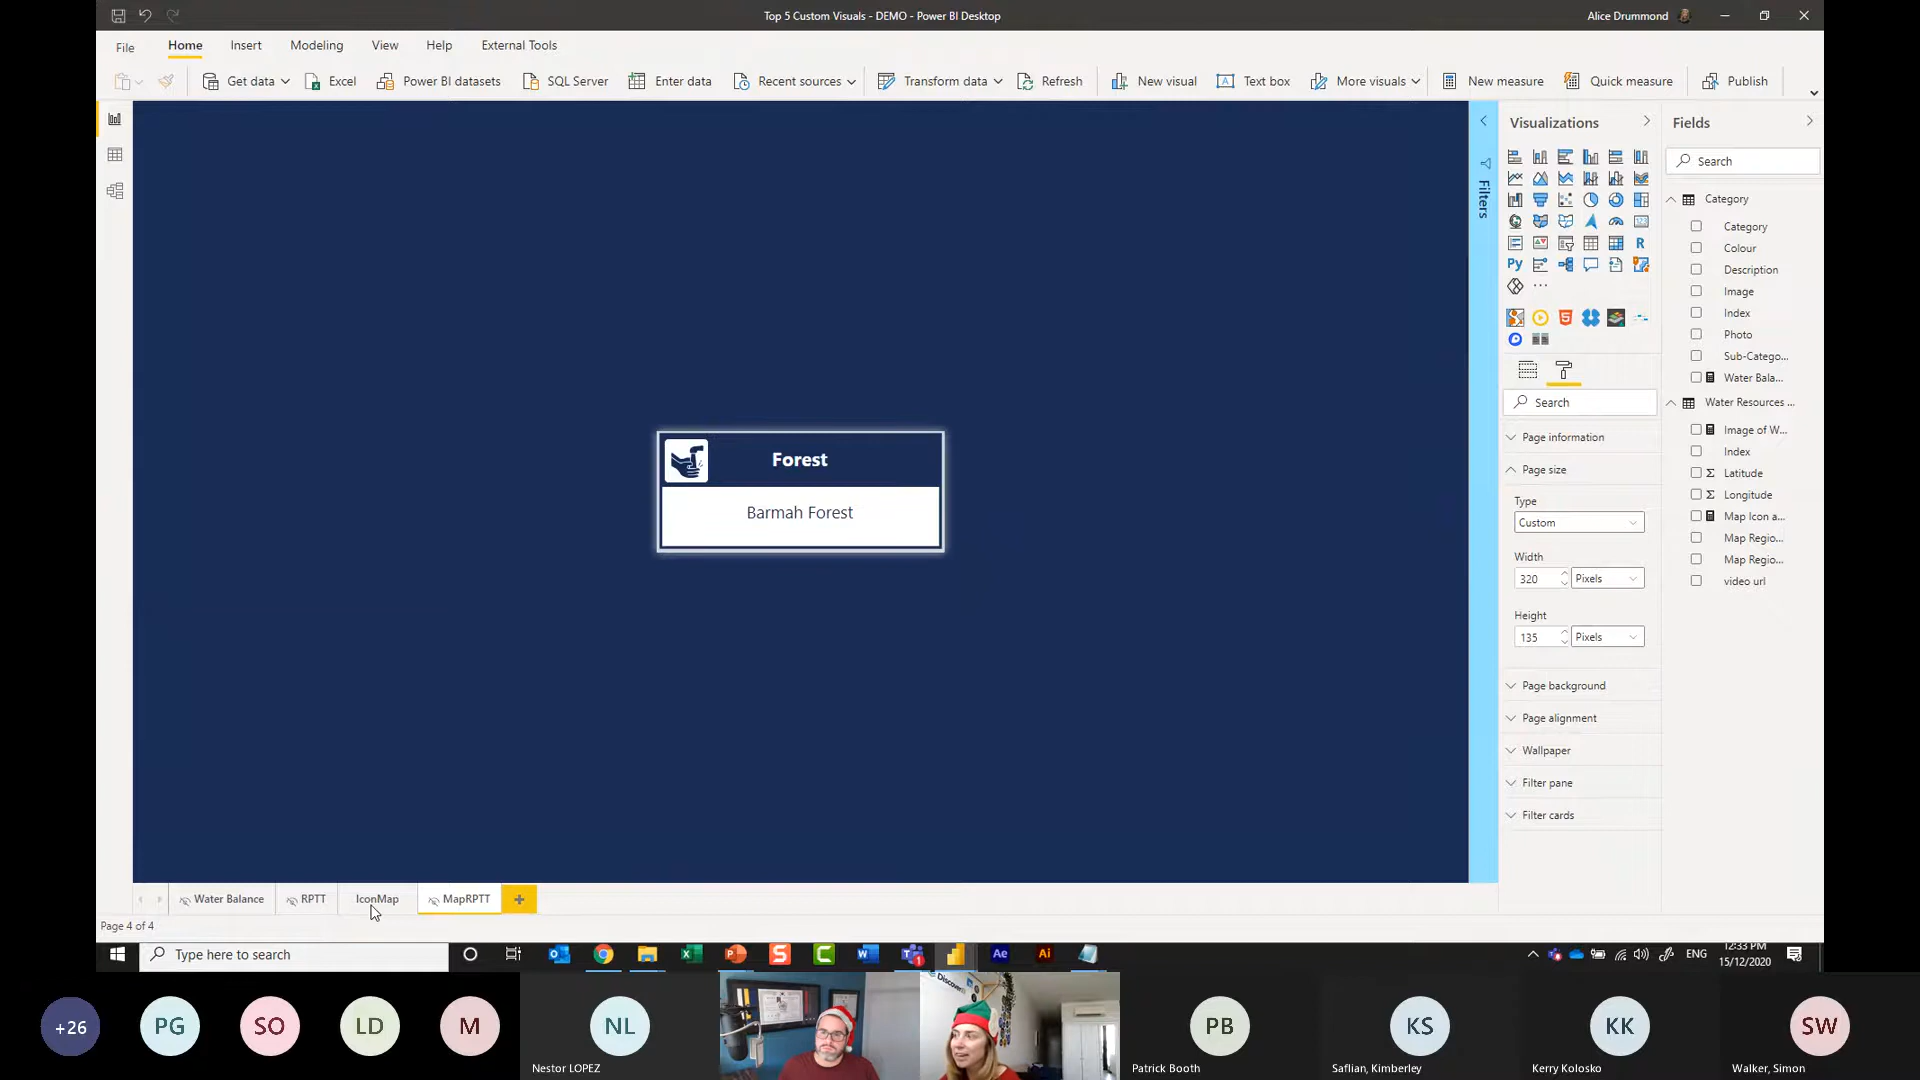 Top 5 Custom Visuals - DEMO - Power BI Desktop
Alice Drummond
File
Home
Insert
Modeling
View
Help
External Tools
Get data
Excel
Power BI datasets
SQL Server
Enter data
Recent sources
Transform data
Refresh
New visual
Text box
More visuals
New measure
Quick measure
Publish
Filters
Forest
Barmah Forest
Visualizations
R
Py
123
Search
Page information
Page size
Type
Custom
Width
320
Pixels
Height
135
Pixels
Page background
Page alignment
Wallpaper
Filter pane
Filter cards
Fields
Search
Category
Category
Colour
Description
Image
Index
Photo
Sub-Catego...
Water Bala...
Water Resources ...
Image of W...
Index
Latitude
Longitude
Map Icon a...
Map Regio...
Map Regio...
video url
Water Balance
RPTT
IconMap
MapRPTT
+
Page 4 of 4
Type here to search
Ae
Ai
ENG
12:33 PM
15/12/2020
+26
PG
SO
LD
M
NL
Nestor LOPEZ
PB
Patrick Booth
KS
Saflian, Kimberley
KK
Kerry Kolosko
SW
Walker, Simon